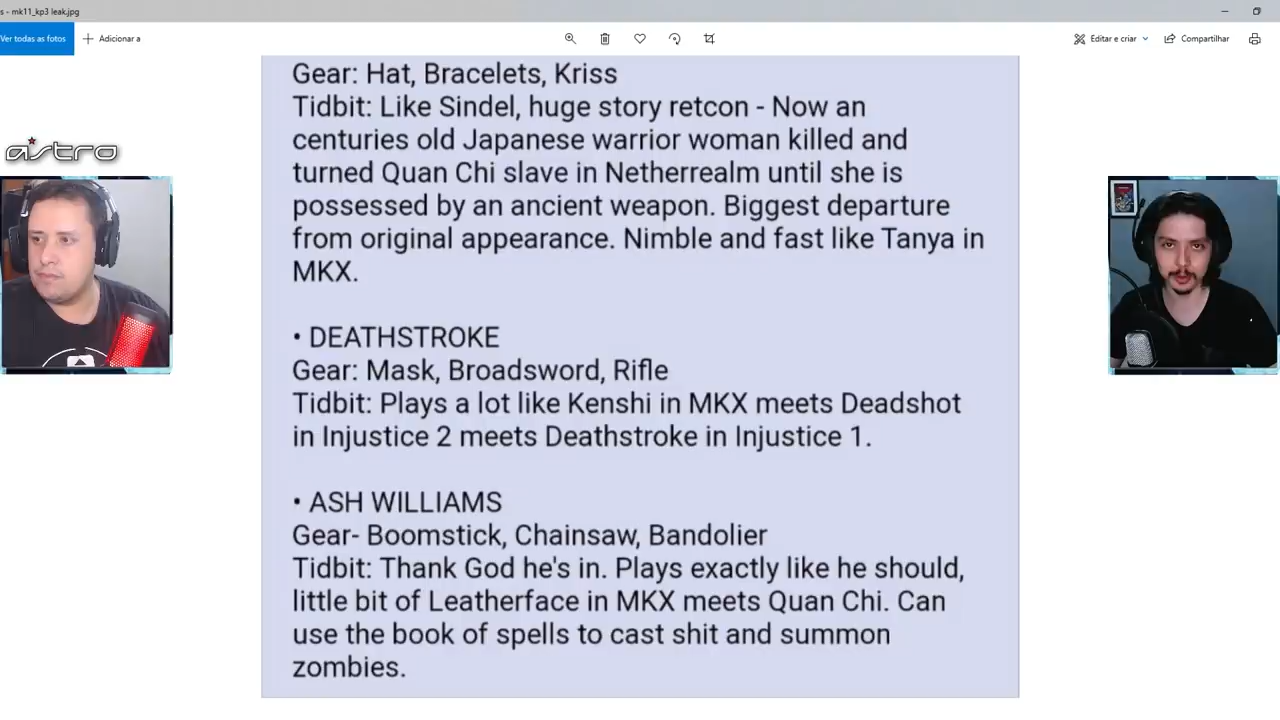 s - mk11_kp3 leak.jpg
Ver todas as fotos
Adicionar a
Editar e criar
Compartilhar
astro
Gear: Hat, Bracelets, Kriss
Tidbit: Like Sindel, huge story retcon - Now an
centuries old Japanese warrior woman killed and
turned Quan Chi slave in Netherrealm until she is
possessed by an ancient weapon. Biggest departure
from original appearance. Nimble and fast like Tanya in
MKX.
• DEATHSTROKE
Gear: Mask, Broadsword, Rifle
Tidbit: Plays a lot like Kenshi in MKX meets Deadshot
in Injustice 2 meets Deathstroke in Injustice 1.
• ASH WILLIAMS
Gear- Boomstick, Chainsaw, Bandolier
Tidbit: Thank God he's in. Plays exactly like he should,
little bit of Leatherface in MKX meets Quan Chi. Can
use the book of spells to cast shit and summon
zombies.